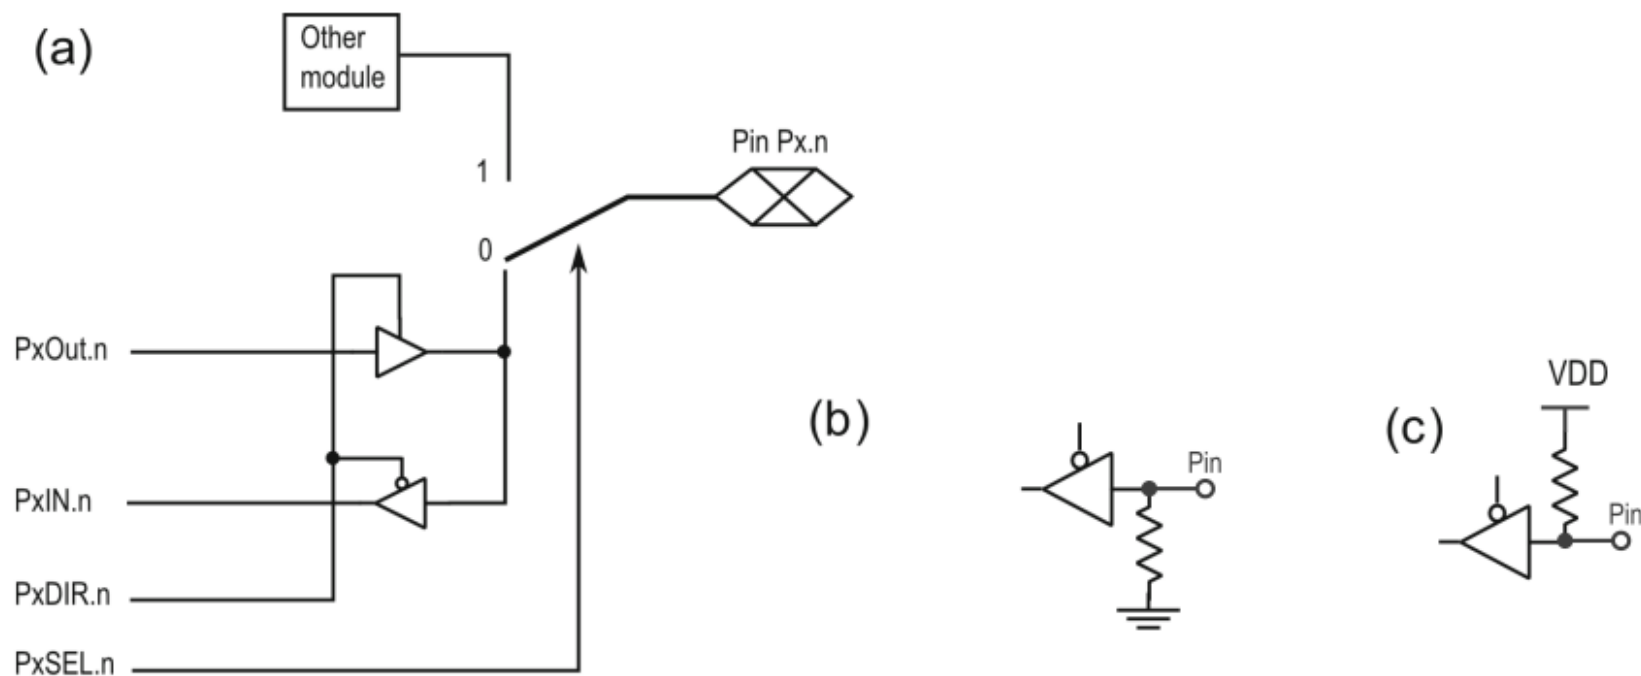 (a)
Other
module
Pin Px.n
1
0
PxOut.n
PxIN.n
PxDIR.n
PxSEL.n
(b)
Pin
(c)
VDD
Pin